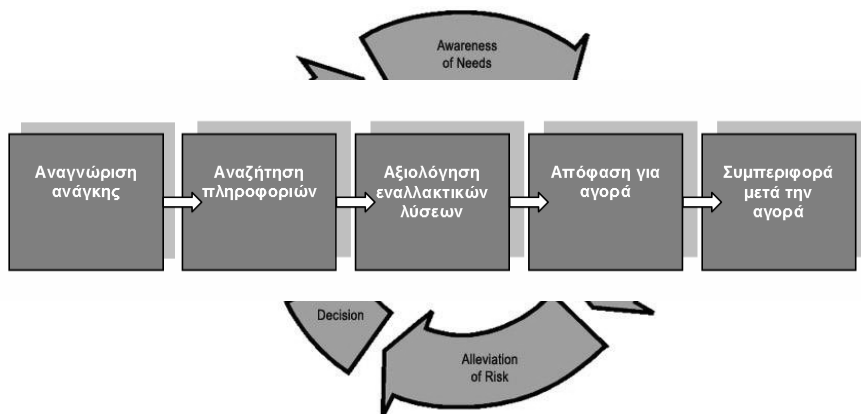 Awareness
of Needs
Αναγνώριση
ανάγκης
Αναζήτηση
πληροφοριών
Αξιολόγηση
εναλλακτικών
λύσεων
Απόφαση για
αγορά
Συμπεριφορά
μετά την
αγορά
Decision
Alleviation
of Risk